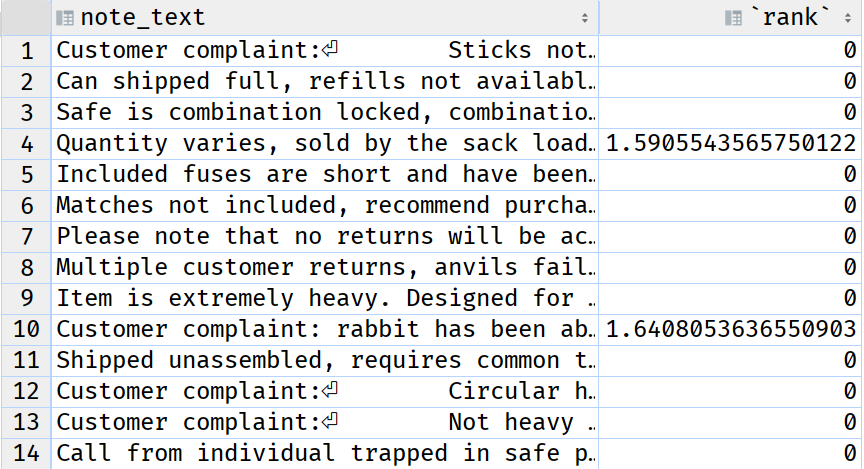 note_text `rank`
1 Customer complaint:⏎ Sticks not… 0
2 Can shipped full, refills not availabl… 0
3 Safe is combination locked, combinatio… 0
4 Quantity varies, sold by the sack load… 1.5905543565750122
5 Included fuses are short and have been… 0
6 Matches not included, recommend purcha… 0
7 Please note that no returns will be ac… 0
8 Multiple customer returns, anvils fail… 0
9 Item is extremely heavy. Designed for … 0
10 Customer complaint: rabbit has been ab… 1.6408053636550903
11 Shipped unassembled, requires common t… 0
12 Customer complaint:⏎ Circular h… 0
13 Customer complaint:⏎ Not heavy … 0
14 Call from individual trapped in safe p… 0